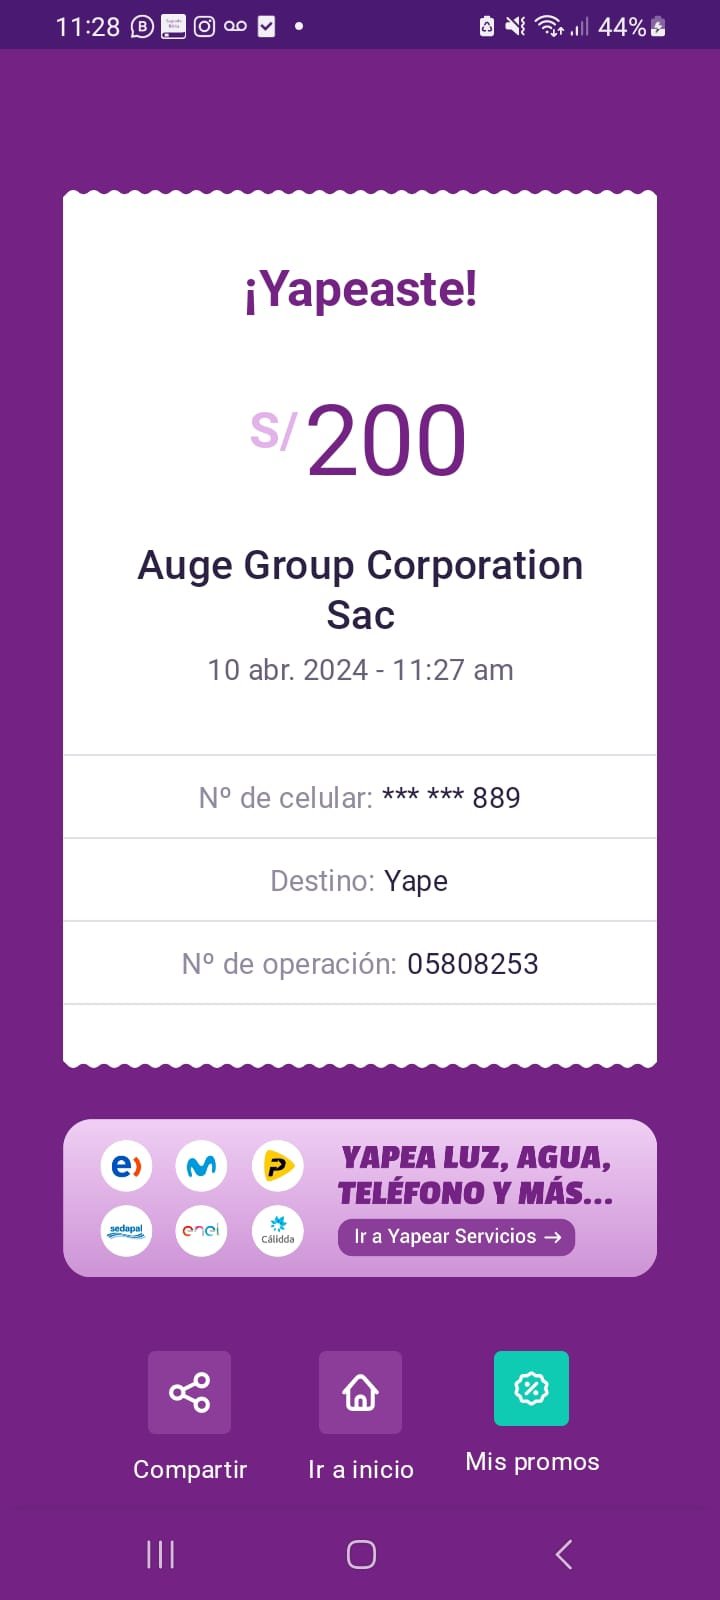 11:28
44%
¡Yapeaste!
S/200
Auge Group Corporation
Sac
10 abr. 2024 - 11:27 am
Nº de celular: *** *** 889
Destino: Yape
Nº de operación: 05808253
e)
P
sedapal
enel
Cálidda
YAPEA LUZ, AGUA,
TELÉFONO Y MÁS...
Ir a Yapear Servicios →
Compartir
Ir a inicio
Mis promos